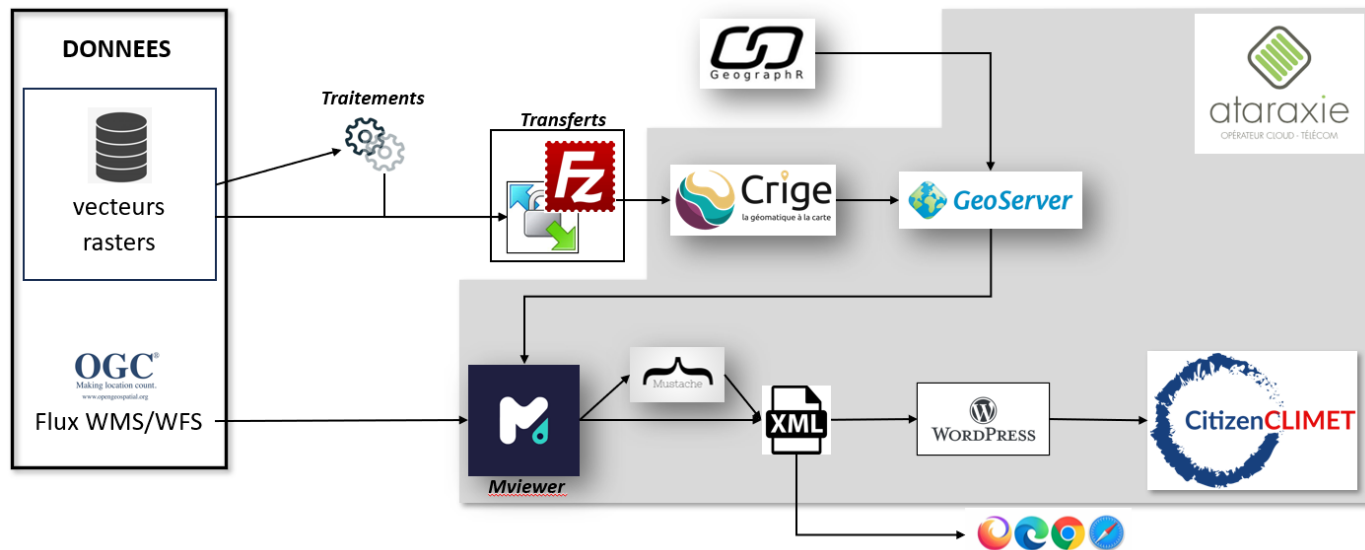 DONNEES
vecteurs
rasters
OGC®
Making location count.
www.opengeospatial.org
Flux WMS/WFS
Traitements
Transferts
FZ
GeographR
Crige
la géomatique à la carte
GeoServer
ataraxie
OPÉRATEUR CLOUD - TÉLÉCOM
Mviewer
Mustache
XML
WORDPRESS
CitizenCLIMET